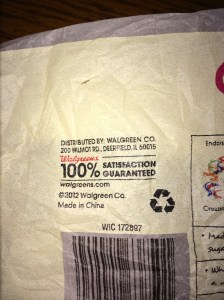 DISTRIBUTED BY: WALGREEN CO.
200 WILMOT RD., DEERFIELD, IL 60015
Walgreens
100% SATISFACTION GUARANTEED
walgreens.com
©2012 Walgreen Co.
Made in China
WIC 172897
Endors